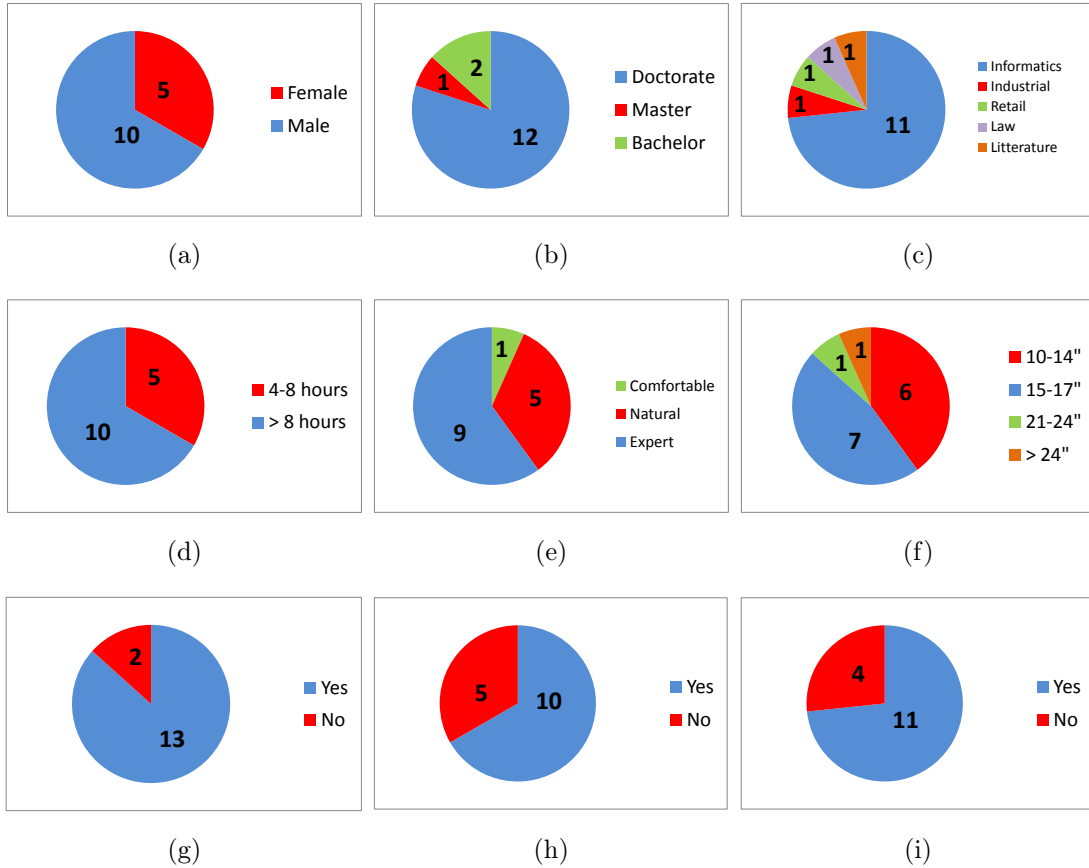 5
10
Female
Male
(a)
2
1
12
Doctorate
Master
Bachelor
(b)
1
1
1
1
11
Informatics
Industrial
Retail
Law
Litterature
(c)
5
10
4-8 hours
> 8 hours
(d)
1
5
9
Comfortable
Natural
Expert
(e)
1
1
6
7
10-14"
15-17"
21-24"
> 24"
(f)
2
13
Yes
No
(g)
5
10
Yes
No
(h)
4
11
Yes
No
(i)